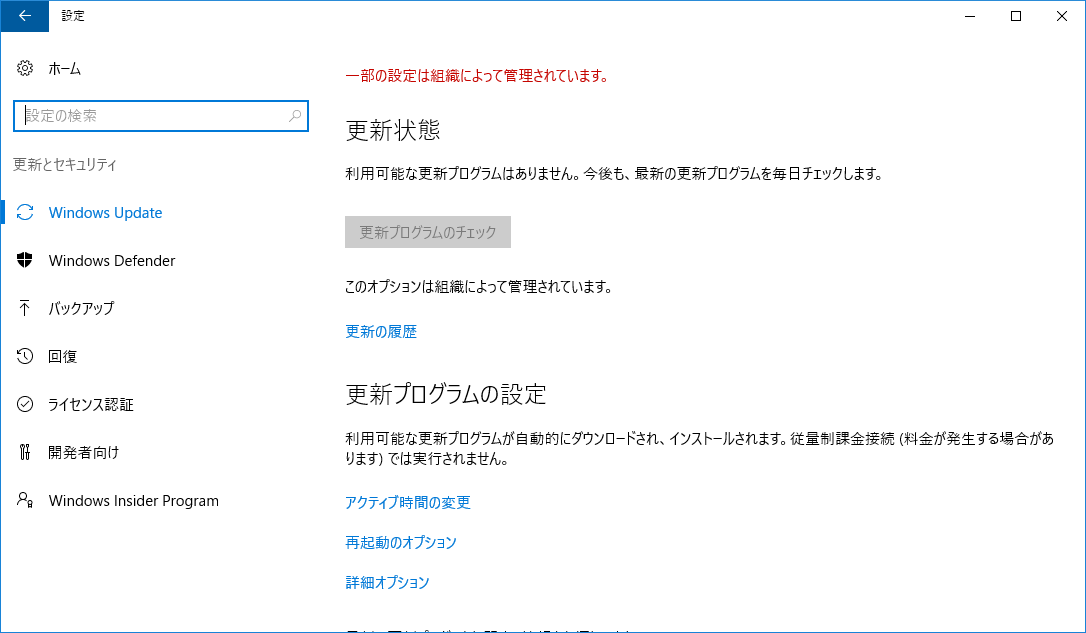 設定
ホーム
設定の検索
更新とセキュリティ
Windows Update
Windows Defender
バックアップ
回復
ライセンス認証
開発者向け
Windows Insider Program
一部の設定は組織によって管理されています。
更新状態
利用可能な更新プログラムはありません。今後も、最新の更新プログラムを毎日チェックします。
更新プログラムのチェック
このオプションは組織によって管理されています。
更新の履歴
更新プログラムの設定
利用可能な更新プログラムが自動的にダウンロードされ、インストールされます。従量制課金接続 (料金が発生する場合があ
ります) では実行されません。
アクティブ時間の変更
再起動のオプション
詳細オプション